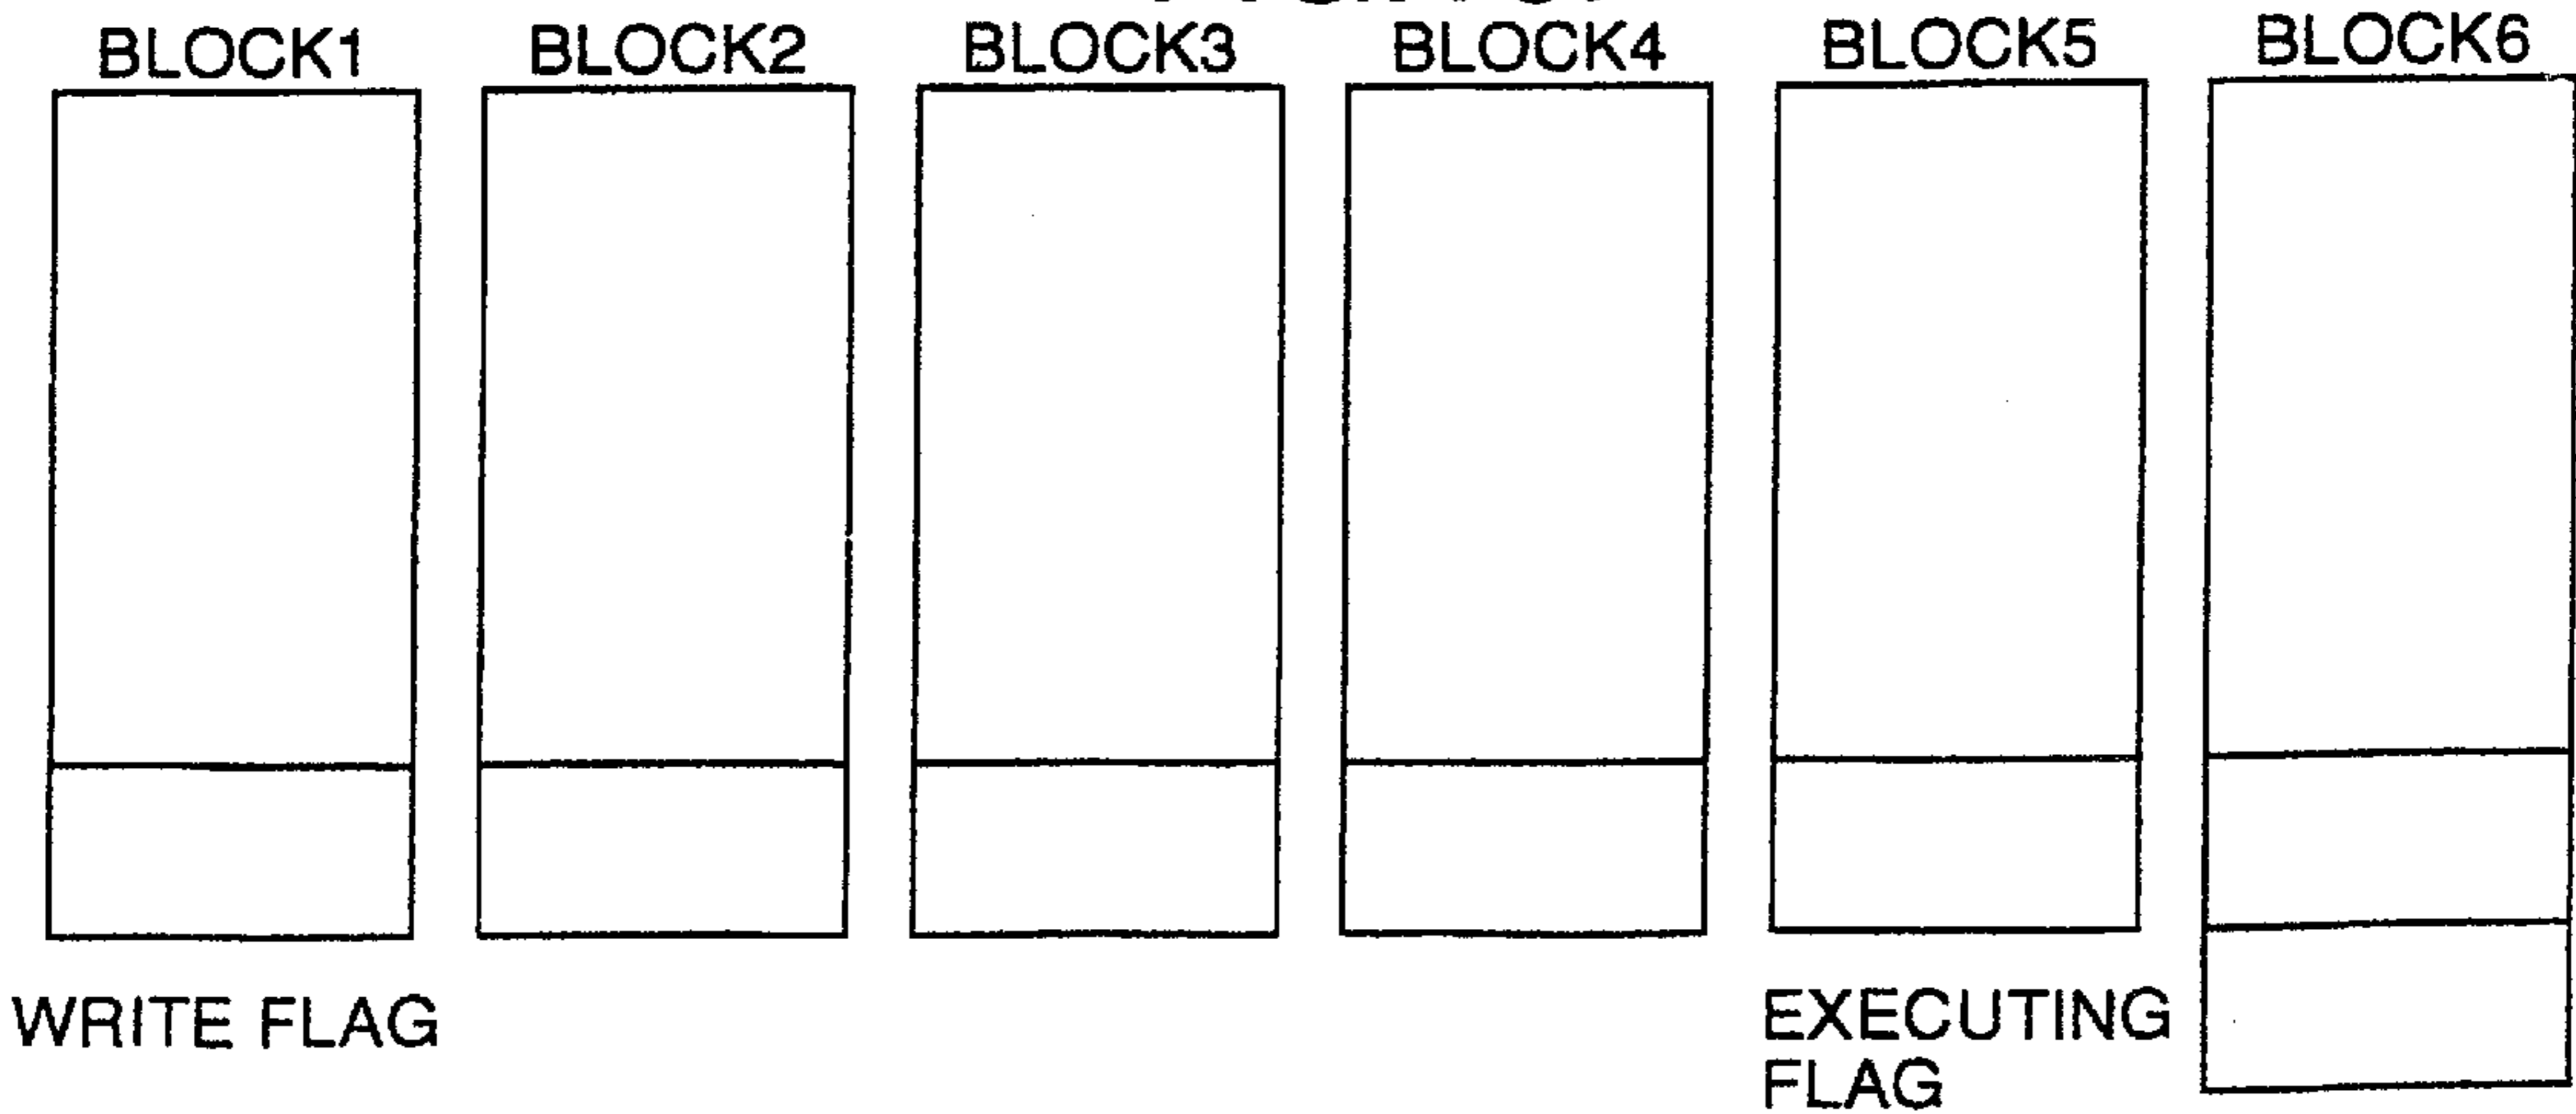 BLOCK1 BLOCK2 BLOCK3 BLOCK4 BLOCK5 BLOCK6
WRITE FLAG
EXECUTING
FLAG